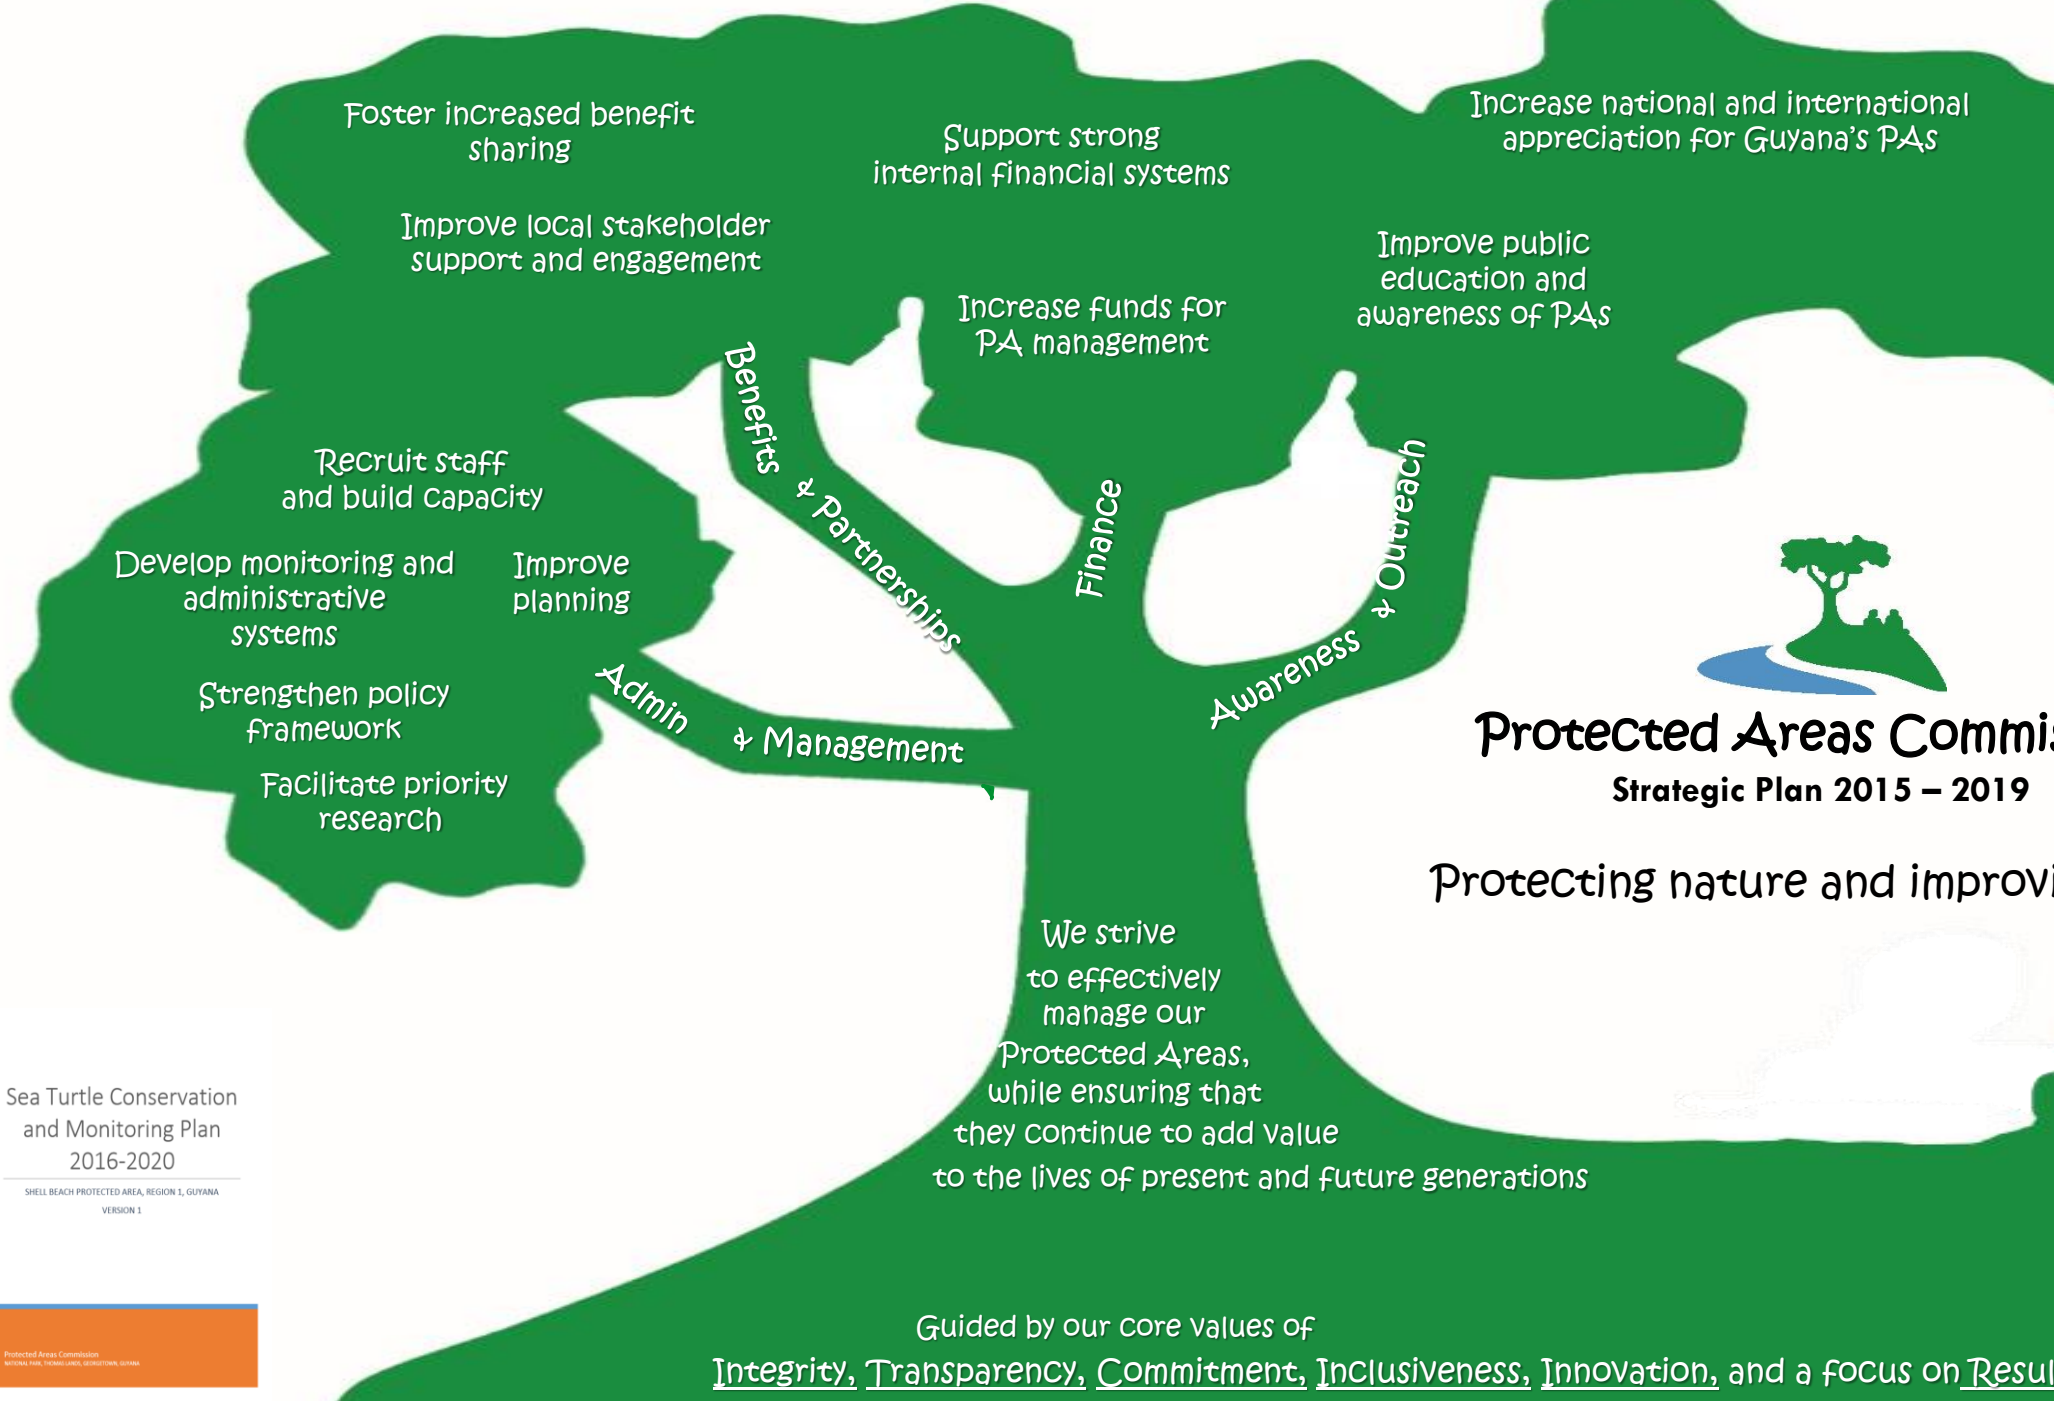 Foster increased benefit
sharing
Support strong
internal financial systems
Increase national and international
appreciation for Guyana's PAs
Improve local stakeholder
support and engagement
Improve public
education and
awareness of PAs
Increase funds for
PA management
Benefits & Partnerships
Finance
Awareness & Outreach
Recruit staff
and build capacity
Develop monitoring and
administrative
systems
Improve
planning
Strengthen policy
framework
Facilitate priority
research
Admin & Management
Protected Areas
Strategic Plan 2015 – 2019
Protecting nature and
We strive
to effectively
manage our
Protected Areas,
while ensuring that
they continue to add value
to the lives of present and future generations
Sea Turtle Conservation
and Monitoring Plan
2016-2020
SHELL BEACH PROTECTED AREA, REGION 1, GUYANA
VERSION 1
Protected Areas Commission
NATIONAL PARK, THOMAS LANDS, GEORGETOWN, GUYANA
Guided by our core values of
Integrity, Transparency, Commitment, Inclusiveness, Innovation, and a focus on